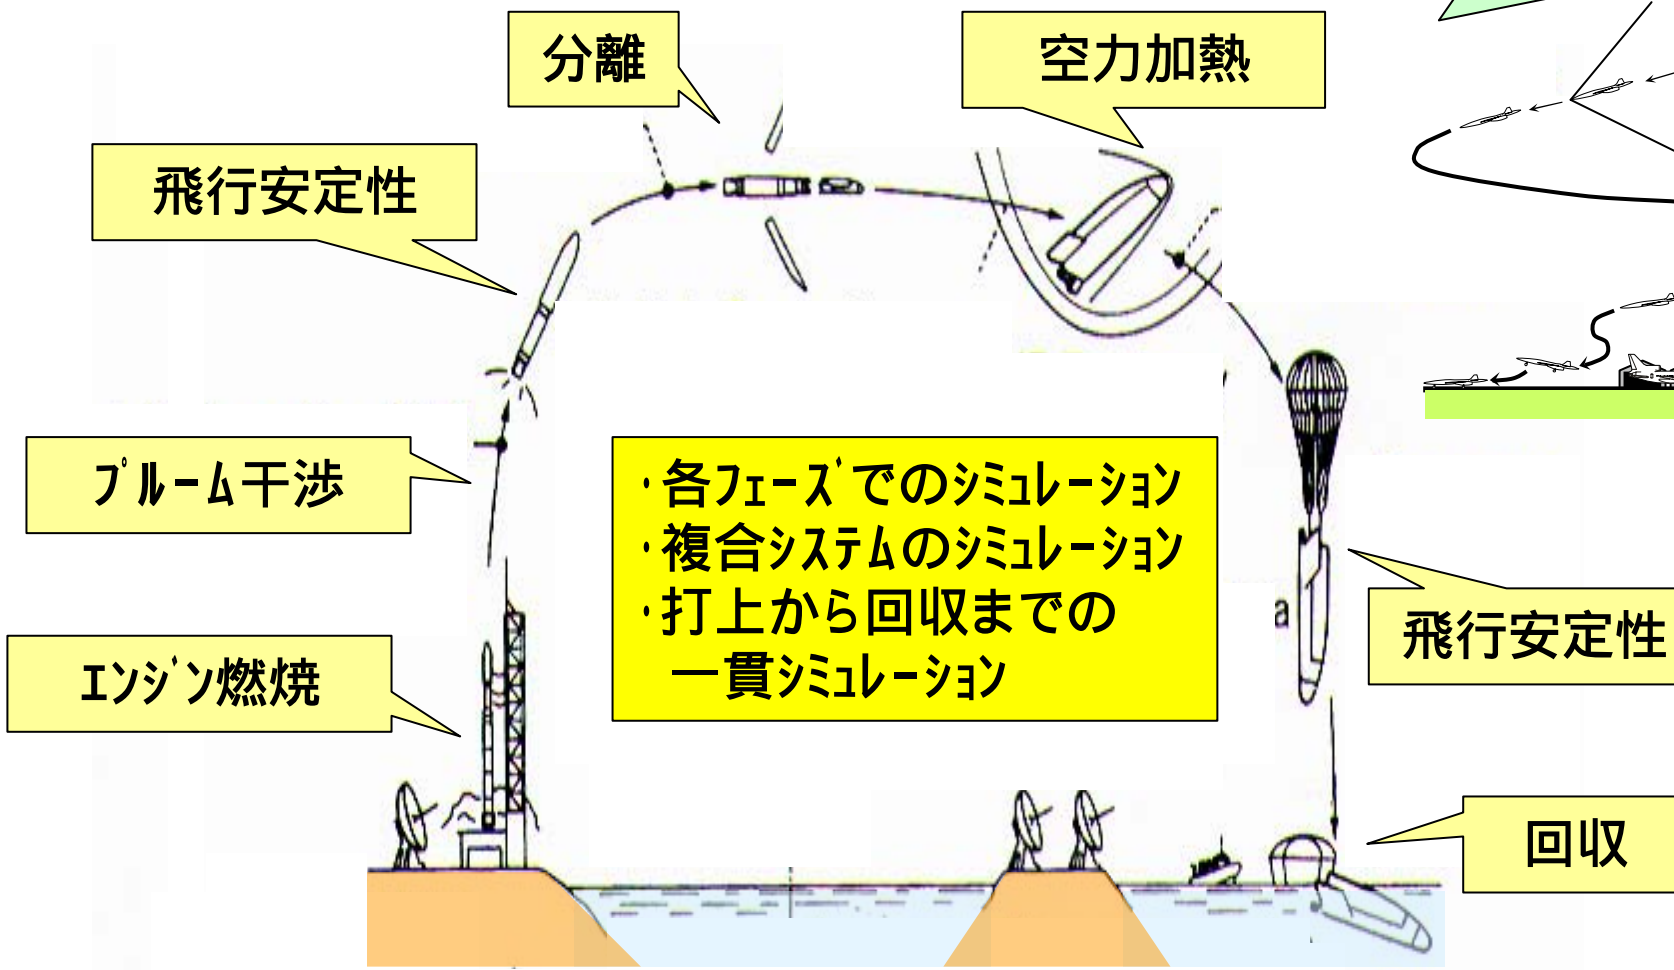 分離
空力加熱
飛行安定性
ﾌﾟﾙｰﾑ干渉
ｴﾝｼﾞﾝ燃焼
・各ﾌｪｰｽﾞでのｼﾐｭﾚｰｼｮﾝ
・複合ｼｽﾃﾑのｼﾐｭﾚｰｼｮﾝ
・打上から回収までの
一貫ｼﾐｭﾚｰｼｮﾝ
飛行安定性
回収